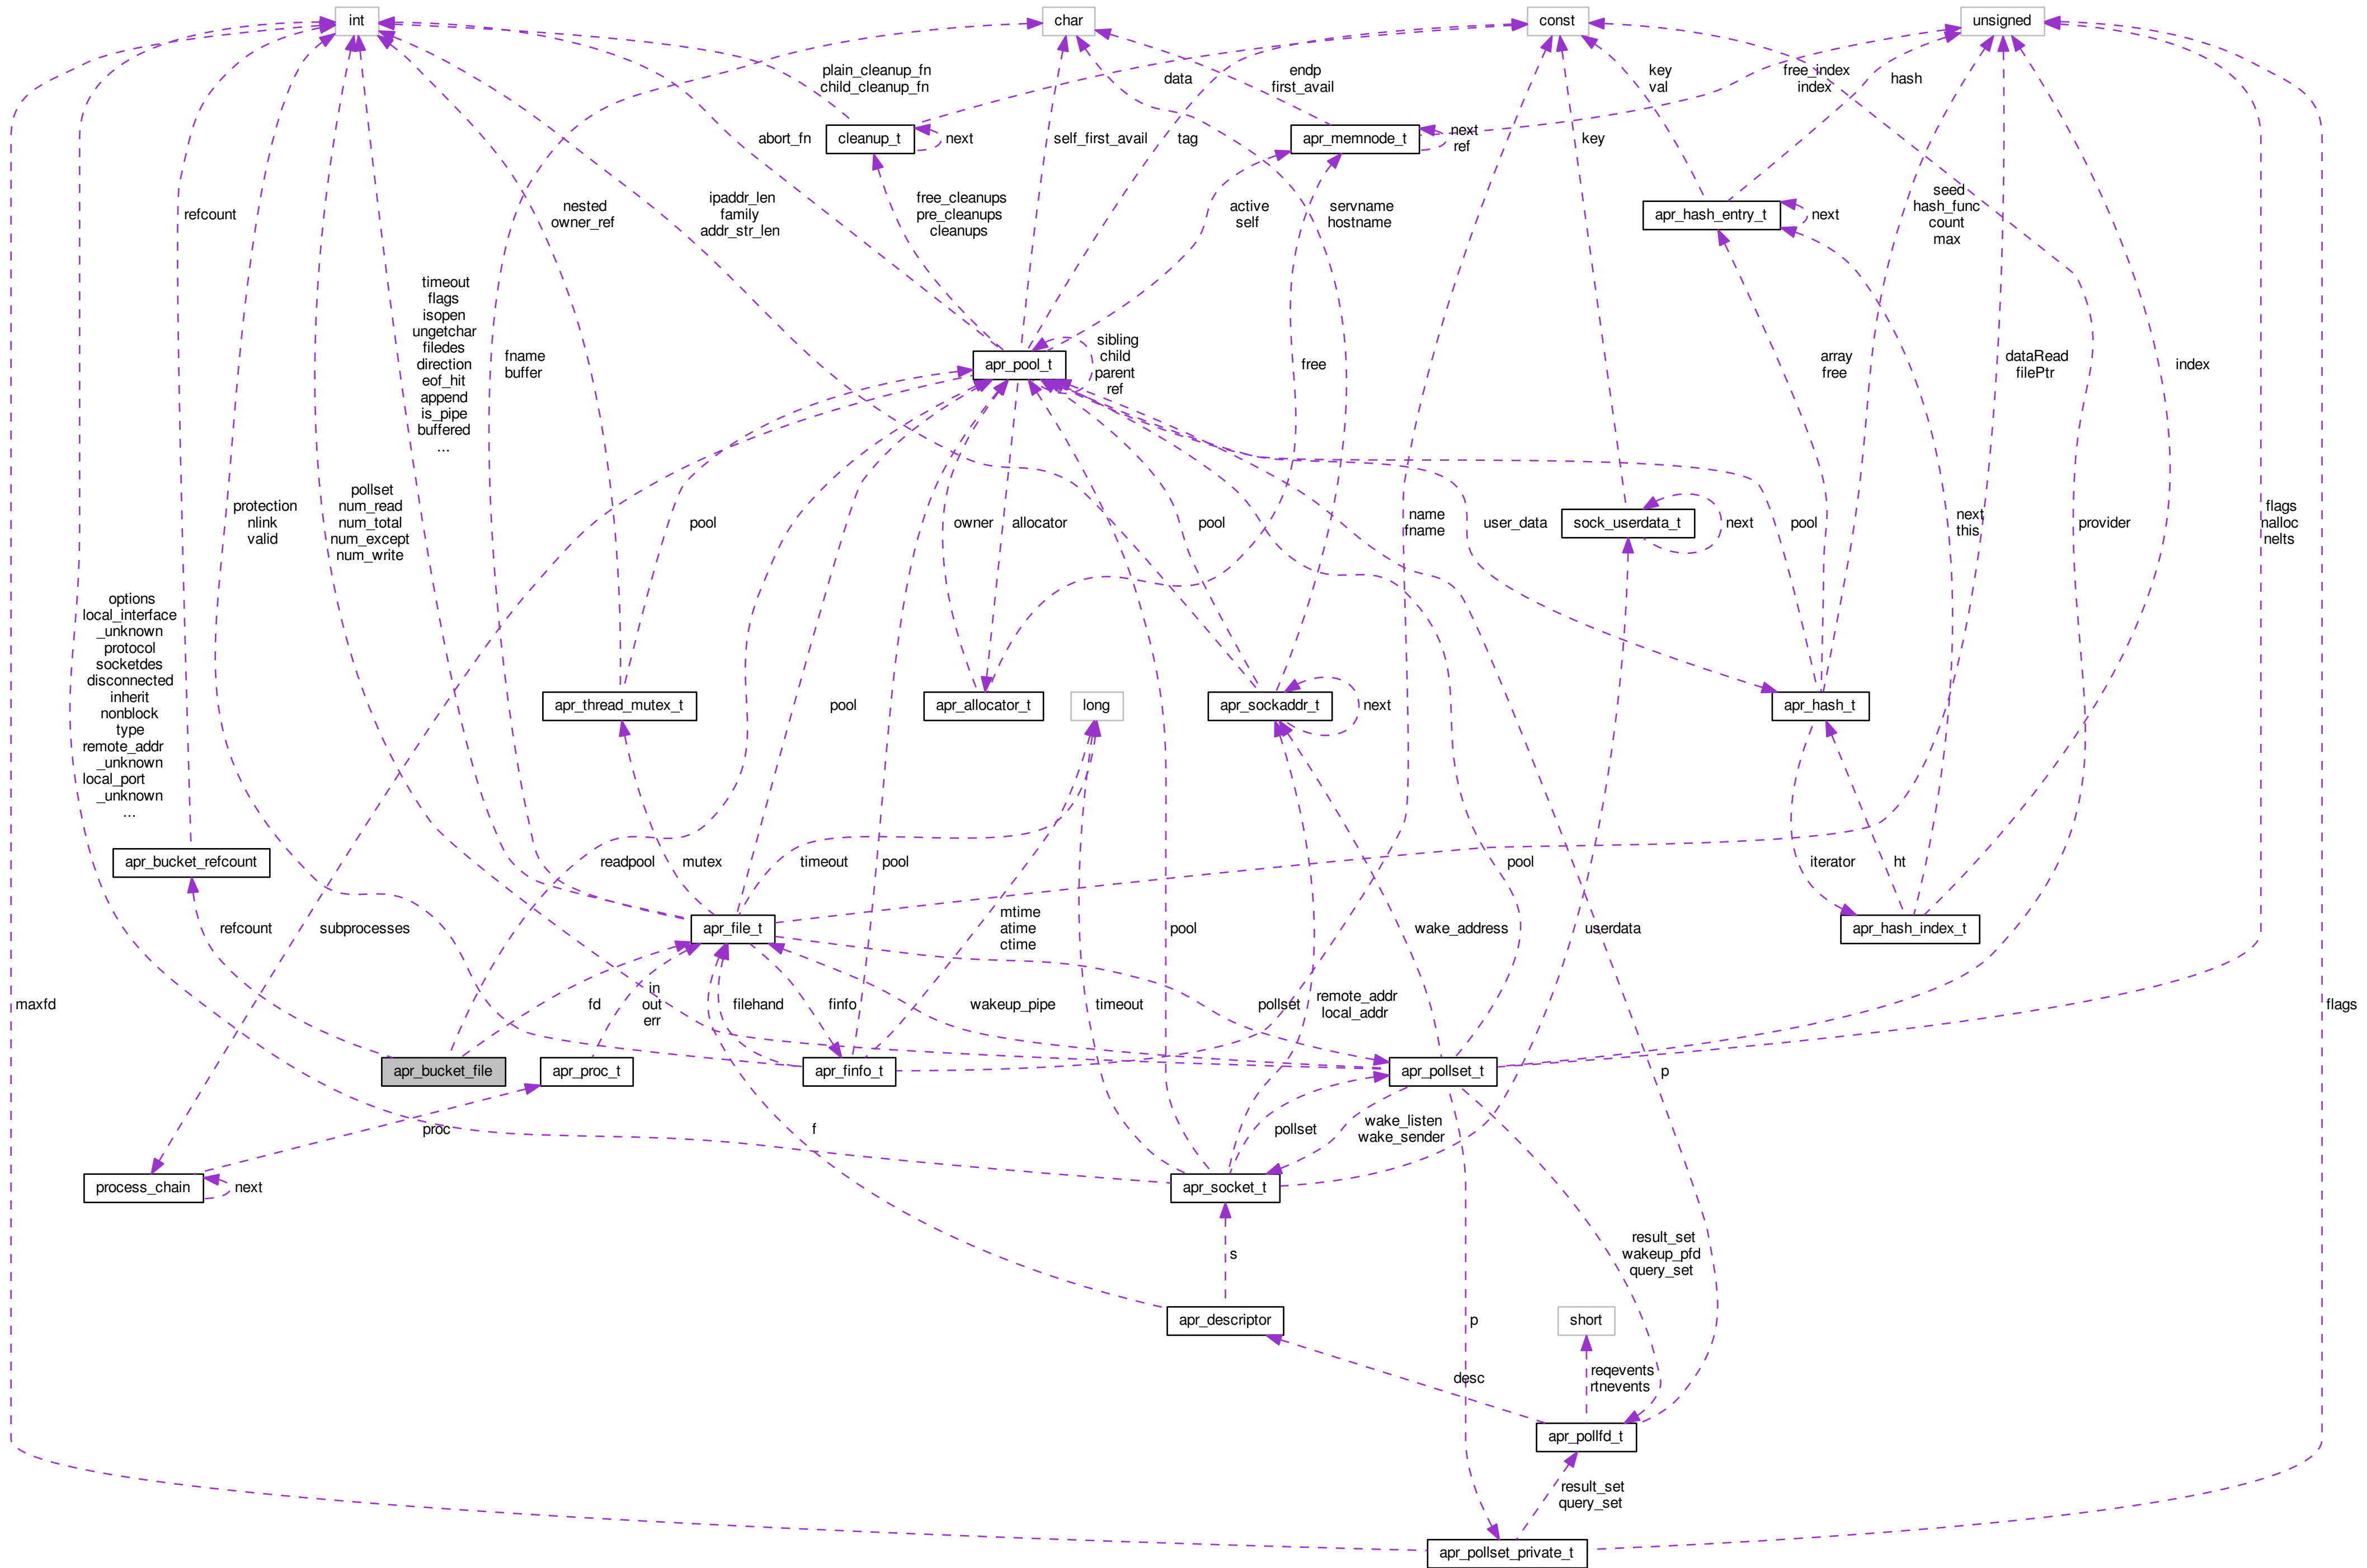 int
char
const
unsigned
plain_cleanup_fn
child_cleanup_fn
data
endp
first_avail
key
val
free_index
index
hash
cleanup_t
next
abort_fn
self_first_avail
tag
apr_memnode_t
next
ref
key
refcount
nested
owner_ref
ipaddr_len
family
addr_str_len
free_cleanups
pre_cleanups
cleanups
active
self
servname
hostname
apr_hash_entry_t
next
seed
hash_func
count
max
timeout
flags
isopen
ungetchar
filedes
direction
eof_hit
append
is_pipe
buffered
...
fname
buffer
apr_pool_t
sibling
child
parent
ref
free
array
free
dataRead
filePtr
index
protection
nlink
valid
pollset
num_read
num_total
num_except
num_write
pool
owner
allocator
pool
name
fname
user_data
sock_userdata_t
next
pool
next
this
provider
flags
nalloc
nelts
options
local_interface
_unknown
protocol
socketdes
disconnected
inherit
nonblock
type
remote_addr
_unknown
local_port
_unknown
...
apr_thread_mutex_t
pool
apr_allocator_t
long
apr_sockaddr_t
next
apr_hash_t
apr_bucket_refcount
readpool
mutex
timeout
pool
pool
iterator
ht
refcount
subprocesses
apr_file_t
mtime
atime
ctime
pool
wake_address
userdata
apr_hash_index_t
maxfd
fd
in
out
err
filehand
finfo
wakeup_pipe
timeout
pollset
remote_addr
local_addr
flags
apr_bucket_file
apr_proc_t
apr_finfo_t
apr_pollset_t
p
proc
f
pollset
wake_listen
wake_sender
process_chain
next
apr_socket_t
s
result_set
wakeup_pfd
query_set
apr_descriptor
p
short
desc
reqevents
rtnevents
apr_pollfd_t
result_set
query_set
apr_pollset_private_t